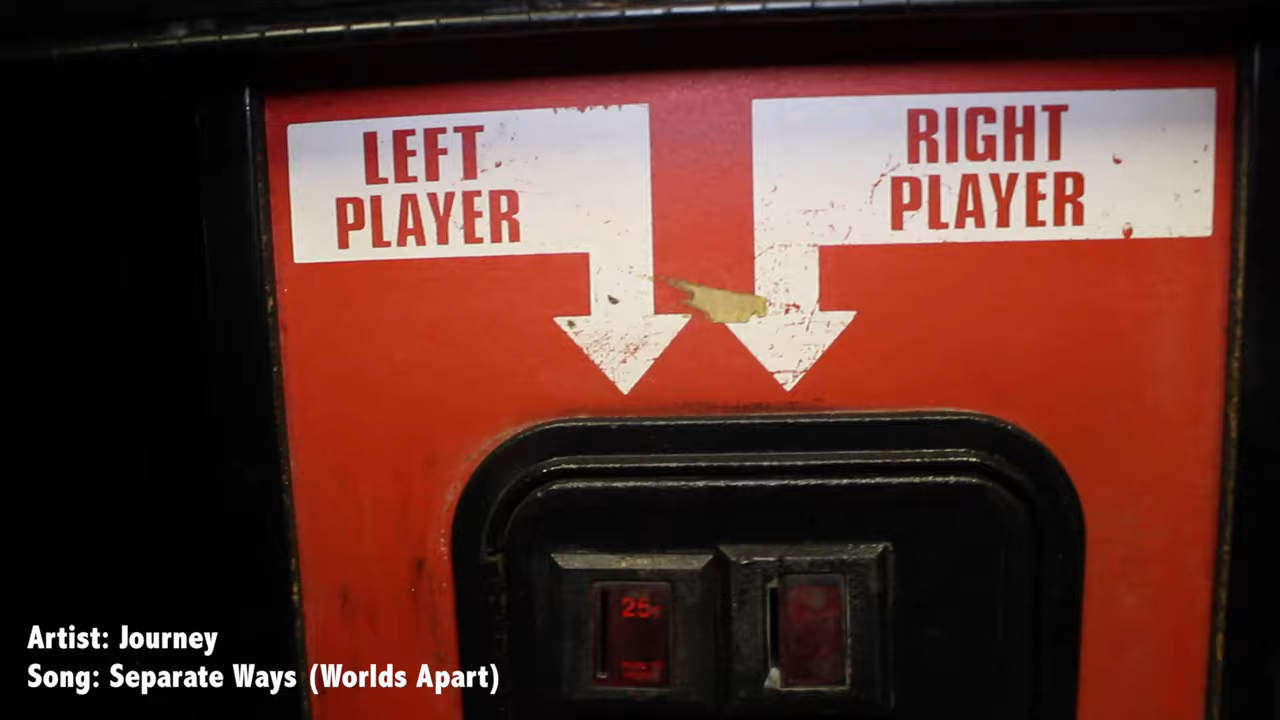 LEFT
PLAYER
RIGHT
PLAYER
25¢
Artist: Journey
Song: Separate Ways (Worlds Apart)